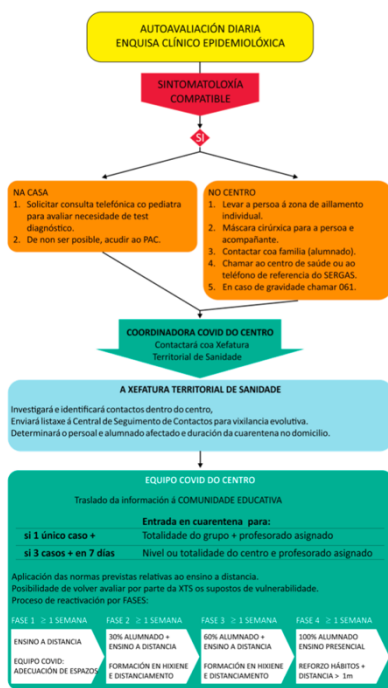 AUTOAVALIACIÓN DIARIA
ENQUISA CLÍNICO EPIDEMIOLÓXICA
SINTOMATOLOXÍA
COMPATIBLE
SI
NA CASA
1. Solicitar consulta telefónica co pediatra
para avaliar necesidade de test
diagnóstico.
2. De non ser posible, acudir ao PAC.
NO CENTRO
1. Levar a persoa á zona de aillamento
individual.
2. Máscara cirúrxica para a persoa e
acompañante.
3. Contactar coa familia (alumnado).
4. Chamar ao centro de saúde ou ao
teléfono de referencia do SERGAS.
5. En caso de gravidade chamar 061.
COORDINADORA COVID DO CENTRO
Contactará coa Xefatura
Territorial de Sanidade
A XEFATURA TERRITORIAL DE SANIDADE
Investigará e identificará contactos dentro do centro,
Enviará listaxe á Central de Seguimento de Contactos para vixilancia evolutiva.
Determinará o persoal e alumnado afectado e duración da cuarentena no domicilio.
EQUIPO COVID DO CENTRO
Traslado da información á COMUNIDADE EDUCATIVA
Entrada en cuarentena para:
si 1 único caso + Totalidade do grupo + profesorado asignado
si 3 casos + en 7 días Nivel ou totalidade do centro e profesorado asignado
Aplicación das normas previstas relativas ao ensino a distancia.
Posibilidade de volver avaliar por parte da XTS os supostos de vulnerabilidade.
Proceso de reactivación por FASES:
FASE 1 ≥ 1 SEMANA
ENSINO A DISTANCIA
EQUIPO COVID:
ADECUACIÓN DE ESPAZOS
FASE 2 ≥ 1 SEMANA
30% ALUMNADO +
ENSINO A DISTANCIA
FORMACIÓN EN HIXIENE
E DISTANCIAMENTO
FASE 3 ≥ 1 SEMANA
60% ALUMNADO +
ENSINO A DISTANCIA
FORMACIÓN EN HIXIENE
E DISTANCIAMENTO
FASE 4 ≥ 1 SEMANA
100% ALUMNADO
ENSINO PRESENCIAL
REFORZO HÁBITOS +
DISTANCIA > 1m